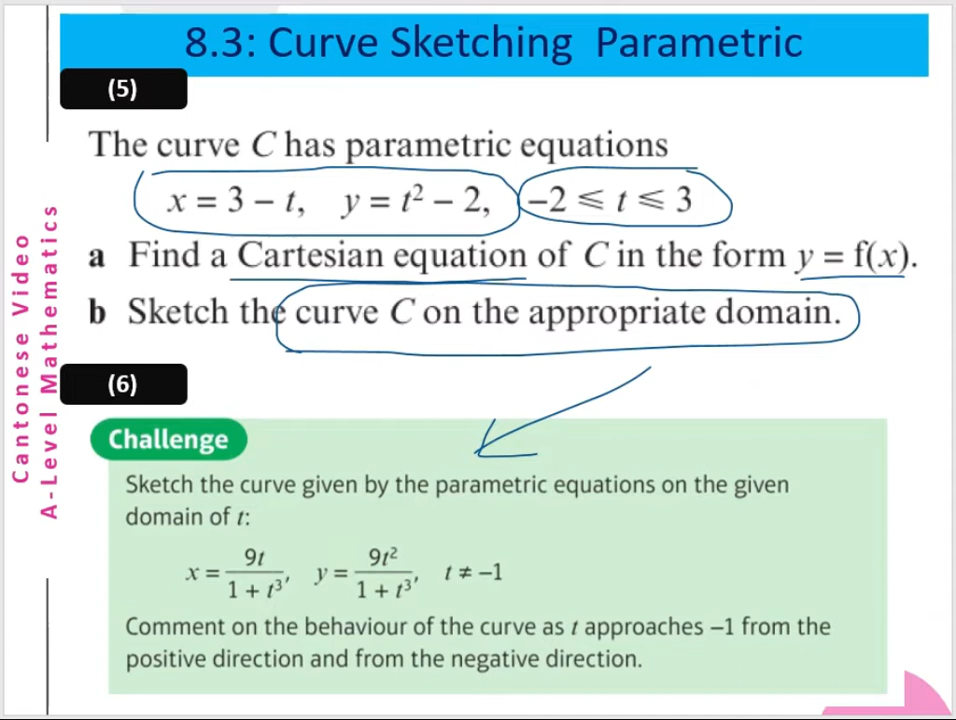 8.3: Curve Sketching Parametric
(5)
The curve C has parametric equations
x = 3 − t, y = t² − 2, −2 ⩽ t ⩽ 3
a Find a Cartesian equation of C in the form y = f(x).
b Sketch the curve C on the appropriate domain.
Cantonese Video
A-Level Mathematics
(6)
Challenge
Sketch the curve given by the parametric equations on the given
domain of t:
x = 9t / 1 + t³, y = 9t² / 1 + t³, t ≠ −1
Comment on the behaviour of the curve as t approaches −1 from the
positive direction and from the negative direction.